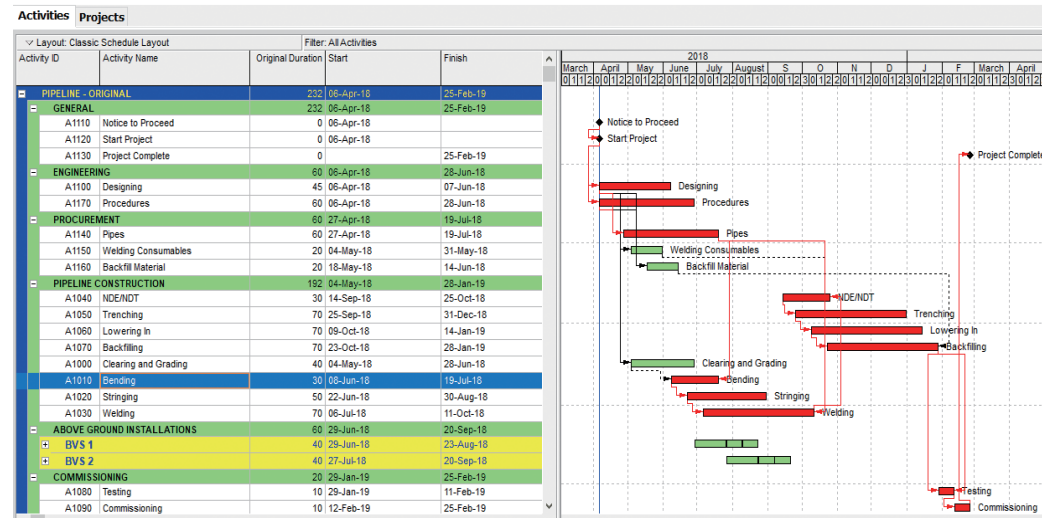 Activities Projects
Layout: Classic Schedule Layout Filter: All Activities
Activity ID Activity Name Original Duration Start Finish
2018
March April May June July August S O N D J F March April
PIPELINE - ORIGINAL 232 06-Apr-18 25-Feb-19
GENERAL 232 06-Apr-18 25-Feb-19
A1110 Notice to Proceed 0 06-Apr-18 Notice to Proceed
A1120 Start Project 0 06-Apr-18 Start Project
A1130 Project Complete 0 25-Feb-19 Project Complete
ENGINEERING 60 06-Apr-18 28-Jun-18
A1100 Designing 45 06-Apr-18 07-Jun-18 Designing
A1170 Procedures 60 06-Apr-18 28-Jun-18 Procedures
PROCUREMENT 60 27-Apr-18 19-Jul-18
A1140 Pipes 60 27-Apr-18 19-Jul-18 Pipes
A1150 Welding Consumables 20 04-May-18 31-May-18 Welding Consumables
A1160 Backfill Material 20 18-May-18 14-Jun-18 Backfill Material
PIPELINE CONSTRUCTION 192 04-May-18 28-Jan-19
A1040 NDE/NDT 30 14-Sep-18 25-Oct-18 NDE/NDT
A1050 Trenching 70 25-Sep-18 31-Dec-18 Trenching
A1060 Lowering In 70 09-Oct-18 14-Jan-19 Lowering In
A1070 Backfilling 70 23-Oct-18 28-Jan-19 Backfilling
A1000 Clearing and Grading 40 04-May-18 28-Jun-18 Clearing and Grading
A1010 Bending 30 08-Jun-18 19-Jul-18 Bending
A1020 Stringing 50 22-Jun-18 30-Aug-18 Stringing
A1030 Welding 70 06-Jul-18 11-Oct-18 Welding
ABOVE GROUND INSTALLATIONS 60 29-Jun-18 20-Sep-18
BVS 1 40 29-Jun-18 23-Aug-18
BVS 2 40 27-Jul-18 20-Sep-18
COMMISSIONING 20 29-Jan-19 25-Feb-19
A1080 Testing 10 29-Jan-19 11-Feb-19 Testing
A1090 Commissioning 10 12-Feb-19 25-Feb-19 Commissioning